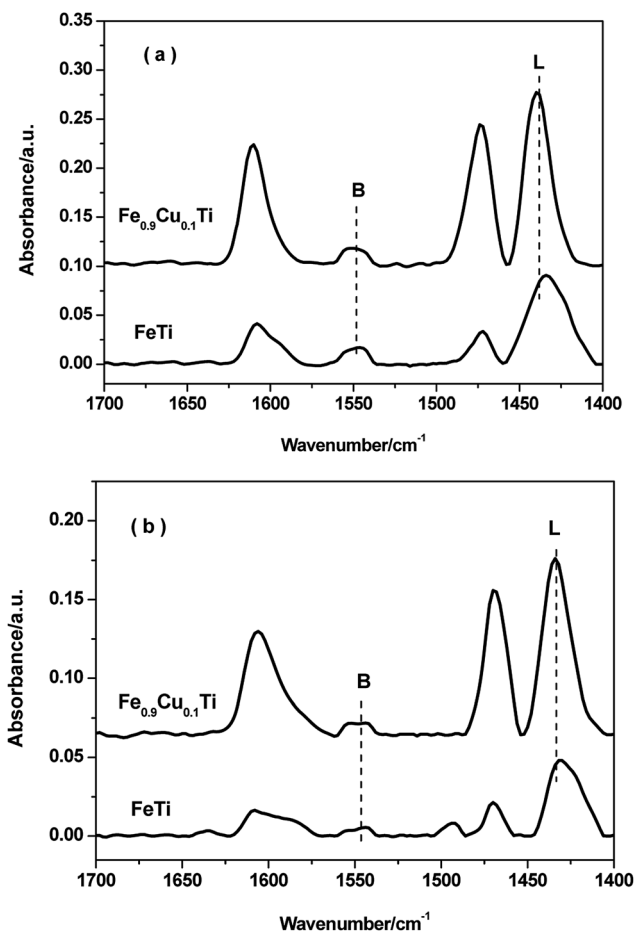 ( a )
0.35
0.30
0.25
0.20
0.15
0.10
0.05
0.00
Absorbance/a.u.
L
B
Fe0.9Cu0.1Ti
FeTi
1700 1650 1600 1550 1500 1450 1400
Wavenumber/cm-1
( b )
0.20
0.15
0.10
0.05
0.00
Absorbance/a.u.
L
B
Fe0.9Cu0.1Ti
FeTi
1700 1650 1600 1550 1500 1450 1400
Wavenumber/cm-1